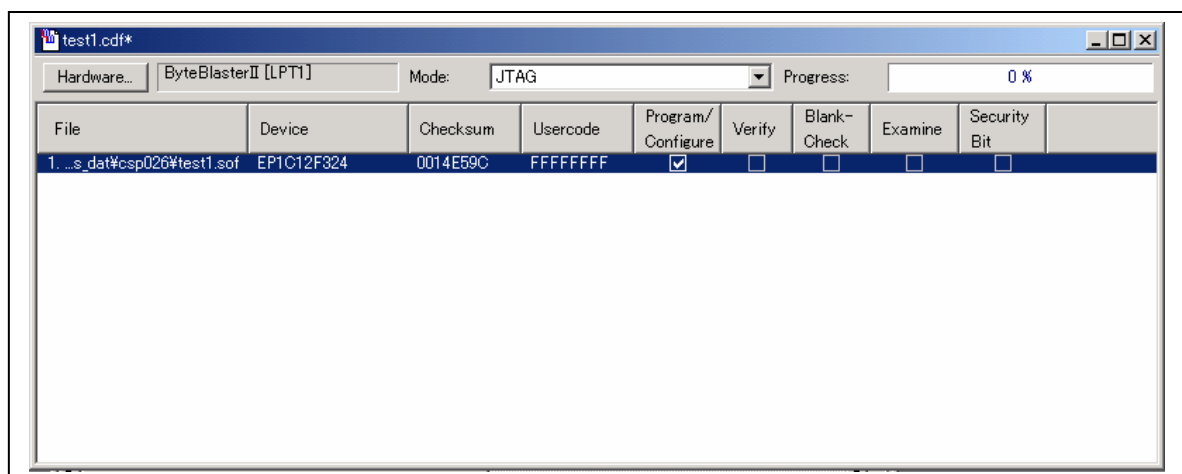 test1.cdf*
Hardware... ByteBlasterII [LPT1] Mode: JTAG Progress: 0 %
File Device Checksum Usercode Program/Configure Verify Blank-Check Examine Security Bit
1. ...s_dat¥csp026¥test1.sof EP1C12F324 0014E59C FFFFFFFF